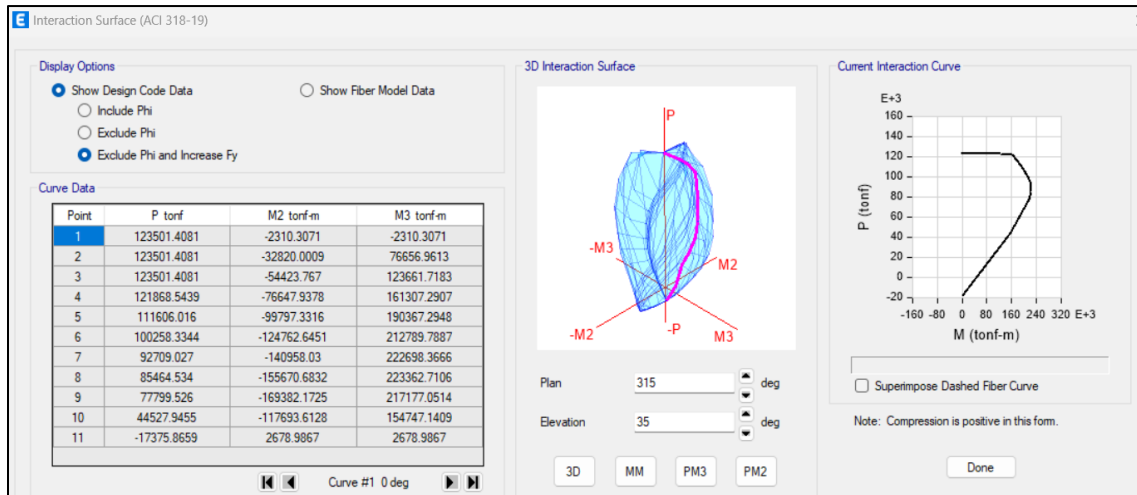 E Interaction Surface (ACI 318-19)
Display Options
Show Design Code Data
Show Fiber Model Data
Include Phi
Exclude Phi
Exclude Phi and Increase Fy
Curve Data
Point P tonf M2 tonf-m M3 tonf-m
1 123501.4081 -2310.3071 -2310.3071
2 123501.4081 -32820.0009 76656.9613
3 123501.4081 -54423.767 123661.7183
4 121868.5439 -76647.9378 161307.2907
5 111606.016 -99797.3316 190367.2948
6 100258.3344 -124762.6451 212789.7887
7 92709.027 -140958.03 222698.3666
8 85464.534 -155670.6832 223362.7106
9 77799.526 -169382.1725 217177.0514
10 44527.9455 -117693.6128 154747.1409
11 -17375.8659 2678.9867 2678.9867
Curve #1 0 deg
3D Interaction Surface
P
-M3
M2
-M2
-P
M3
Plan 315 deg
Elevation 35 deg
3D MM PM3 PM2
Current Interaction Curve
E+3
160
140
120
100
80
60
40
20
0
-20
P (tonf)
-160 -80 0 80 160 240 320 E+3
M (tonf-m)
Superimpose Dashed Fiber Curve
Note: Compression is positive in this form.
Done